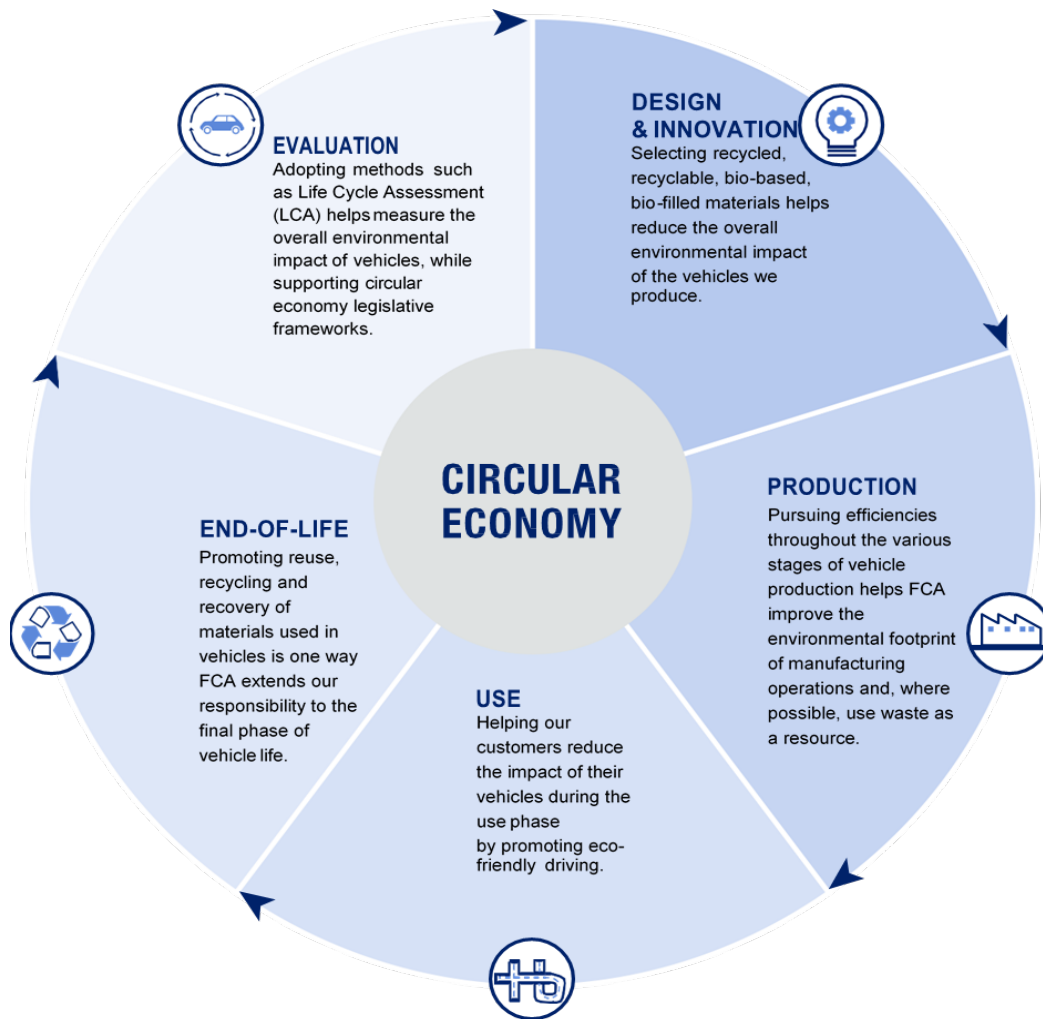 DESIGN
& INNOVATION
Selecting recycled,
recyclable, bio-based,
bio-filled materials helps
reduce the overall
environmental impact
of the vehicles we
produce.
PRODUCTION
Pursuing efficiencies
throughout the various
stages of vehicle
production helps FCA
improve the
environmental footprint
of manufacturing
operations and, where
possible, use waste as
a resource.
USE
Helping our
customers reduce
the impact of their
vehicles during the
use phase
by promoting eco-
friendly driving.
END-OF-LIFE
Promoting reuse,
recycling and
recovery of
materials used in
vehicles is one way
FCA extends our
responsibility to the
final phase of
vehicle life.
EVALUATION
Adopting methods such
as Life Cycle Assessment
(LCA) helps measure the
overall environmental
impact of vehicles, while
supporting circular
economy legislative
frameworks.
CIRCULAR
ECONOMY